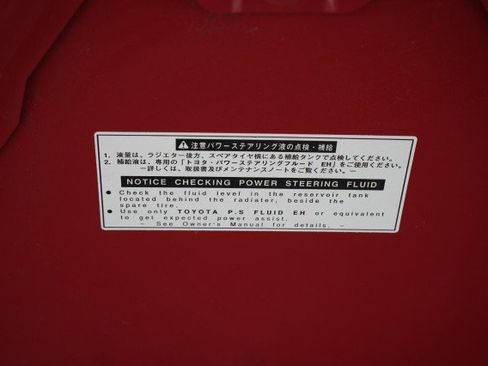 ⚠注意パワーステアリング液の点検・補給
1. 液量は、ラジエター後方、スペアタイヤ横にある補給タンクで点検してください。
2. 補給液は、専用の「トヨタ・パワーステアリングフルード EH」をご使用ください。
ー詳しくは、取扱書及びメンテナンスノートをご覧ください。ー
NOTICE CHECKING POWER STEERING FLUID
● Check the fluid level in the reservoir tank
located behind the radiater, beside the
spare tire.
● Use only TOYOTA P.S FLUID EH or equivalent
to get expected power assist.
– See Owner's Manual for details. –